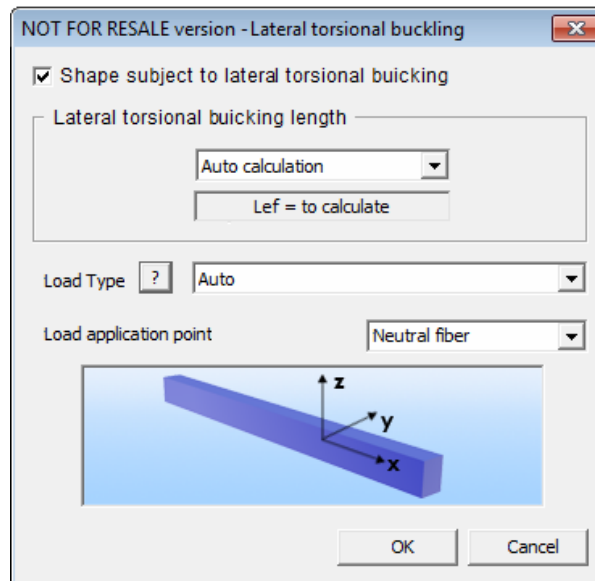 NOT FOR RESALE version - Lateral torsional buckling
Shape subject to lateral torsional buicking
Lateral torsional buicking length
Auto calculation
Lef = to calculate
Load Type ? Auto
Load application point Neutral fiber
z
y
x
OK Cancel